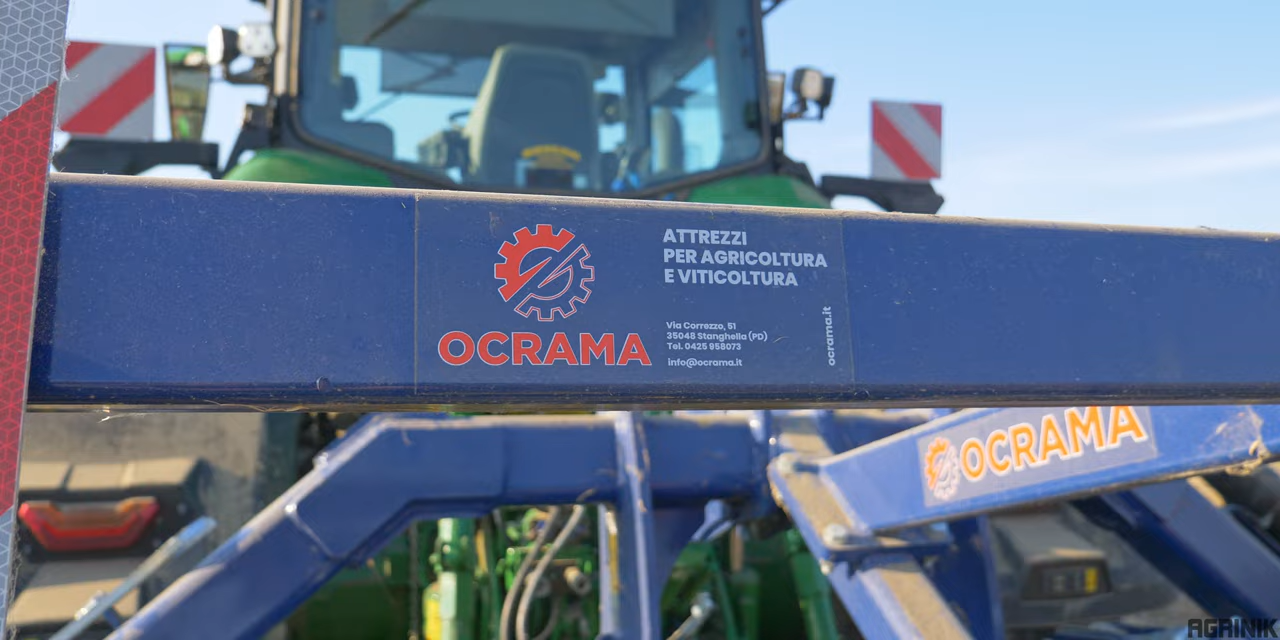 ATTREZZI
PER AGRICOLTURA
E VITICOLTURA
OCRAMA
Via Correzzo, 51
35048 Stanghella (PD)
Tel. 0425 958073
info@ocrama.it
ocrama.it
OCRAMA
AGRINIK